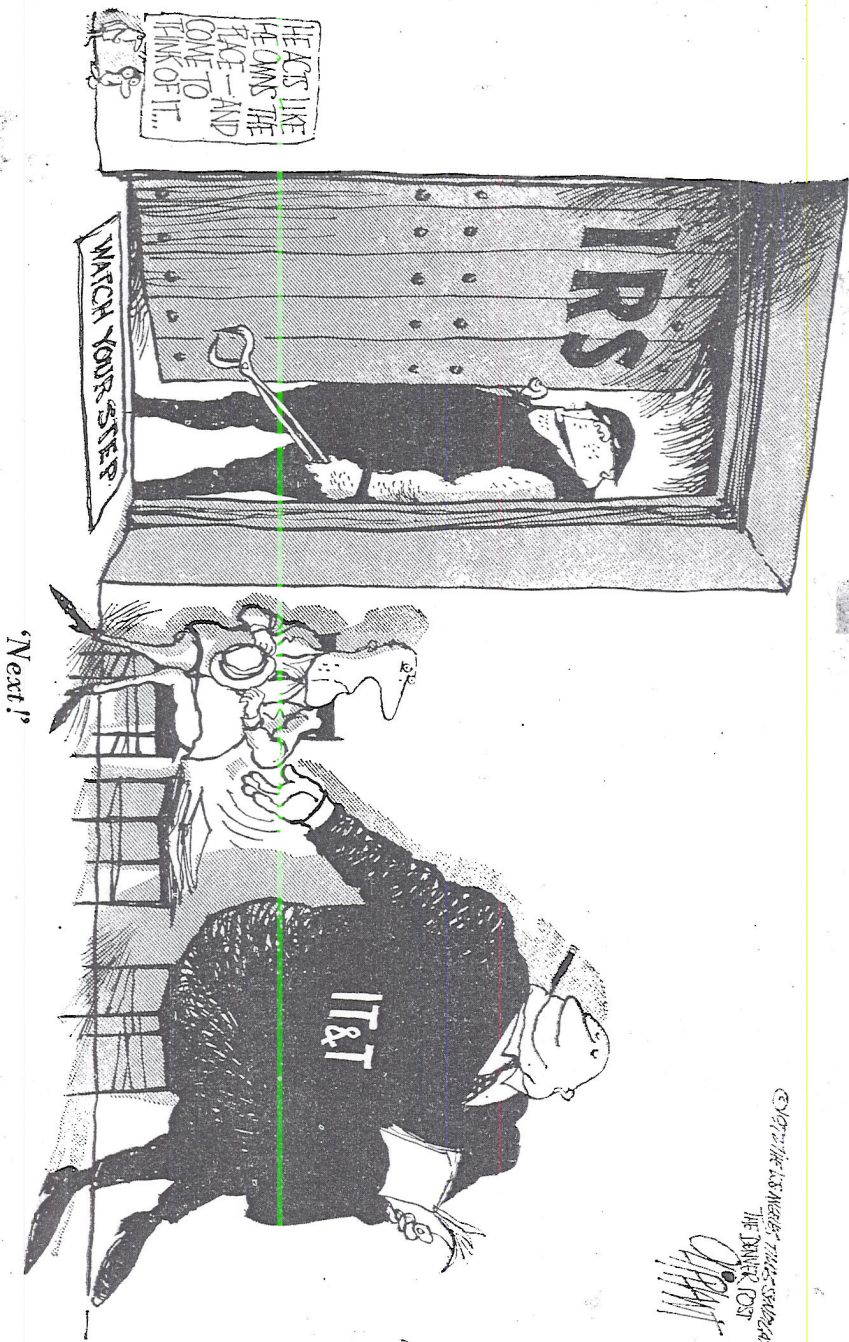 IRS
HE ACTS LIKE
HE OWNS THE
PLACE — AND
COME TO
THINK OF IT...
WATCH YOUR STEP
IT&T
THE DENVER POST
OLIPHANT
'Next!'